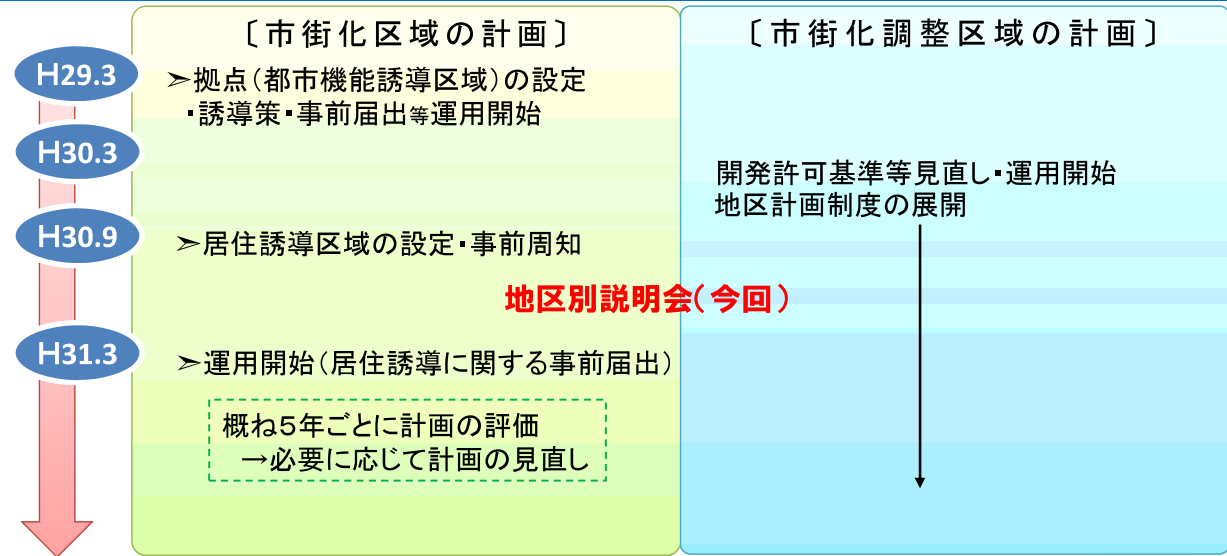 〔市街化区域の計画〕
〔市街化調整区域の計画〕
H29.3
➣拠点(都市機能誘導区域)の設定
・誘導策・事前届出等運用開始
H30.3
開発許可基準等見直し・運用開始
地区計画制度の展開
H30.9
➣居住誘導区域の設定・事前周知
地区別説明会(今回)
H31.3
➣運用開始(居住誘導に関する事前届出)
概ね5年ごとに計画の評価
→必要に応じて計画の見直し